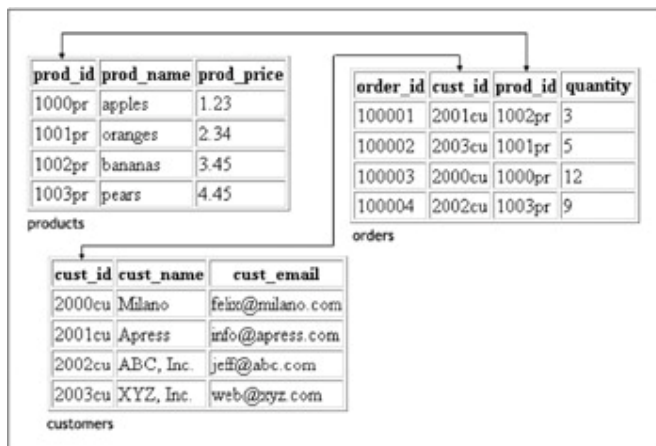 prod_id prod_name prod_price
1000pr apples 1.23
1001pr oranges 2.34
1002pr bananas 3.45
1003pr pears 4.45
products
order_id cust_id prod_id quantity
100001 2001cu 1002pr 3
100002 2003cu 1001pr 5
100003 2000cu 1000pr 12
100004 2002cu 1003pr 9
orders
cust_id cust_name cust_email
2000cu Milano felix@milano.com
2001cu Apress info@apress.com
2002cu ABC, Inc. jeff@abc.com
2003cu XYZ, Inc. web@xyz.com
customers